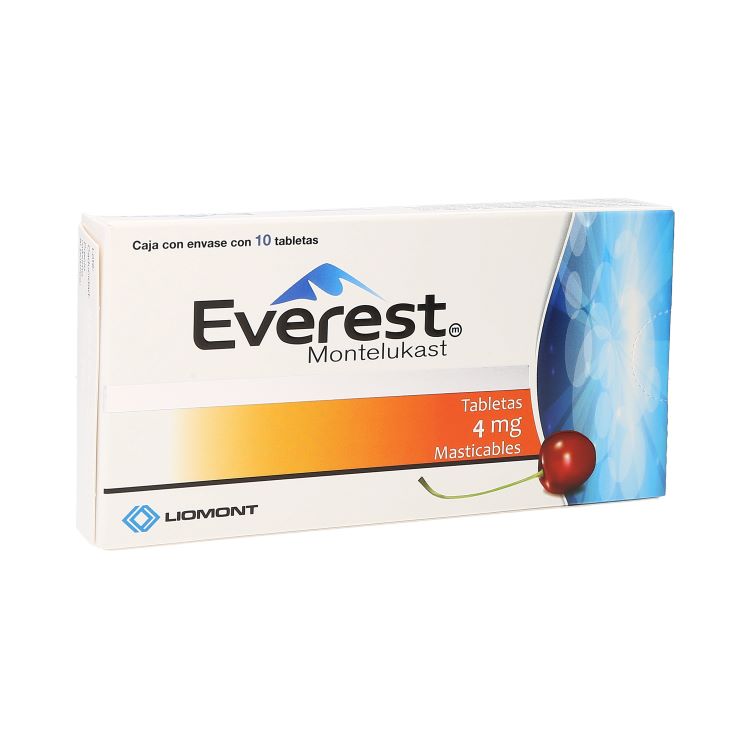 Caja con envase con 10 tabletas
Everest
Montelukast
Tabletas
4 mg
Masticables
LIOMONT